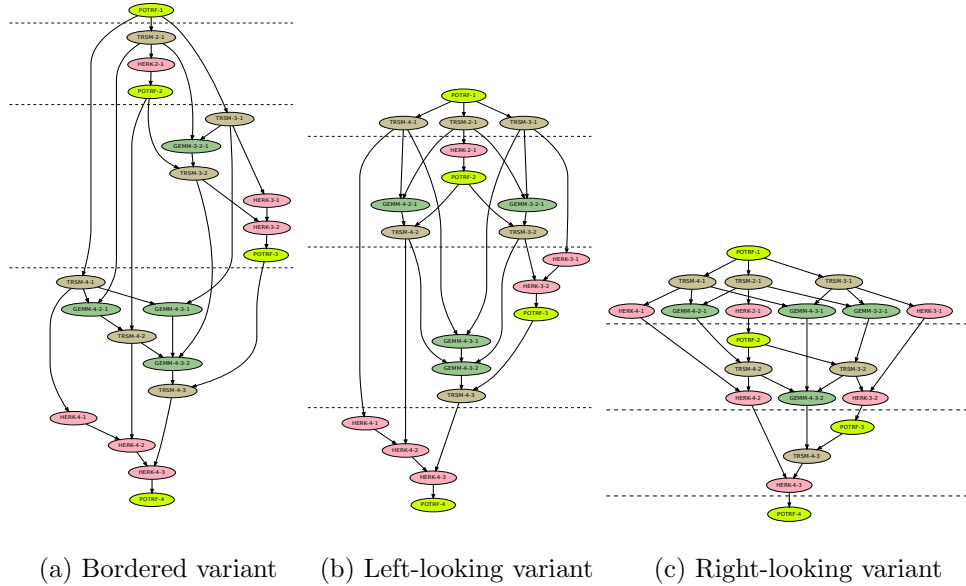 POTRF-1
TRSM-2-1
HERK-2-1
POTRF-2
TRSM-3-1
GEMM-3-2-1
TRSM-3-2
HERK-3-1
HERK-3-2
POTRF-3
TRSM-4-1
GEMM-4-2-1 GEMM-4-3-1
TRSM-4-2
GEMM-4-3-2
TRSM-4-3
HERK-4-1
HERK-4-2
HERK-4-3
POTRF-4
(a) Bordered variant
POTRF-1
TRSM-4-1 TRSM-2-1 TRSM-3-1
HERK-2-1
POTRF-2
GEMM-4-2-1 GEMM-3-2-1
TRSM-4-2 TRSM-3-2
HERK-3-1
HERK-3-2
POTRF-3
GEMM-4-3-1
GEMM-4-3-2
TRSM-4-3
HERK-4-1
HERK-4-2
HERK-4-3
POTRF-4
(b) Left-looking variant
POTRF-1
TRSM-4-1 TRSM-2-1 TRSM-3-1
HERK-4-1 GEMM-4-2-1 HERK-2-1 GEMM-4-3-1 GEMM-3-2-1 HERK-3-1
POTRF-2
TRSM-4-2 TRSM-3-2
HERK-4-2 GEMM-4-3-2 HERK-3-2
POTRF-3
TRSM-4-3
HERK-4-3
POTRF-4
(c) Right-looking variant